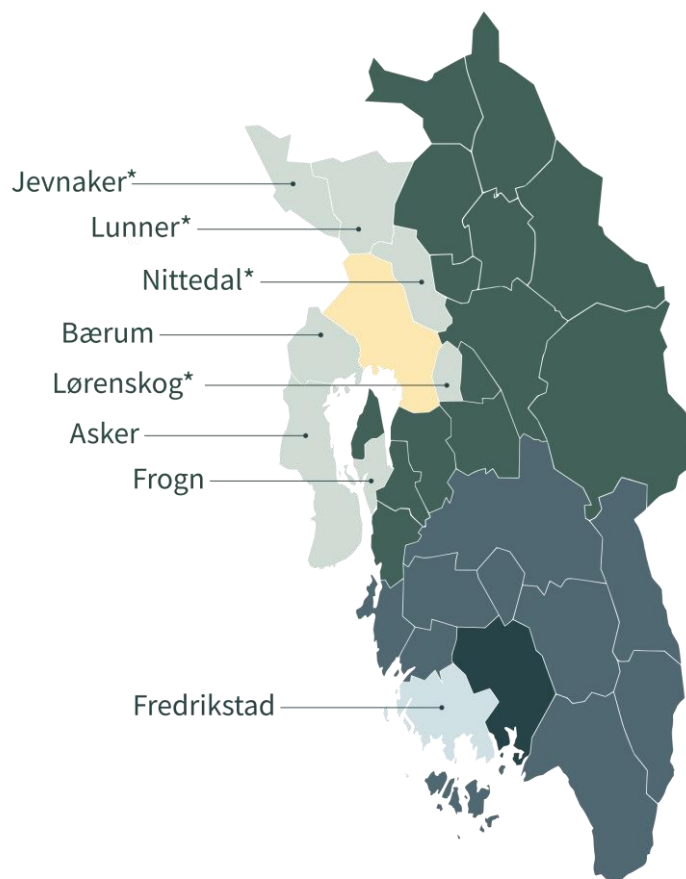 Jevnaker*
Lunner*
Nittedal*
Bærum
Lørenskog*
Asker
Frogn
Fredrikstad